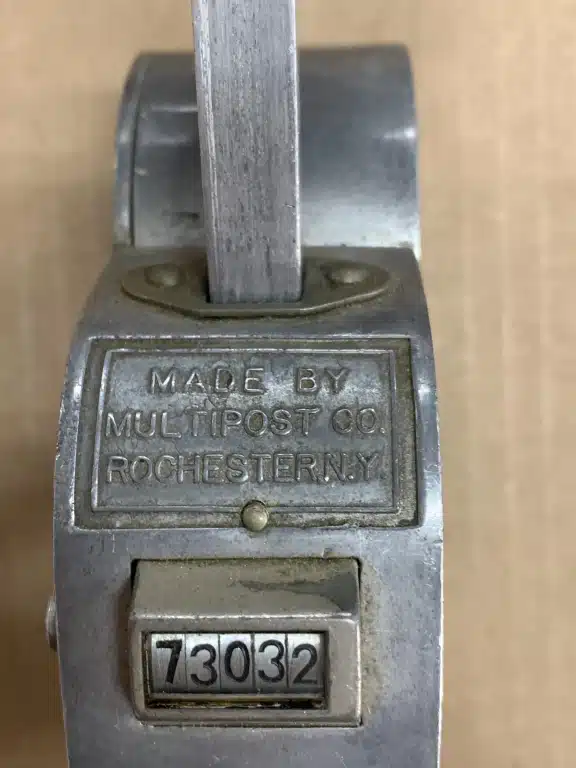 MADE BY
MULTIPOST CO.
ROCHESTER N.Y.
73032